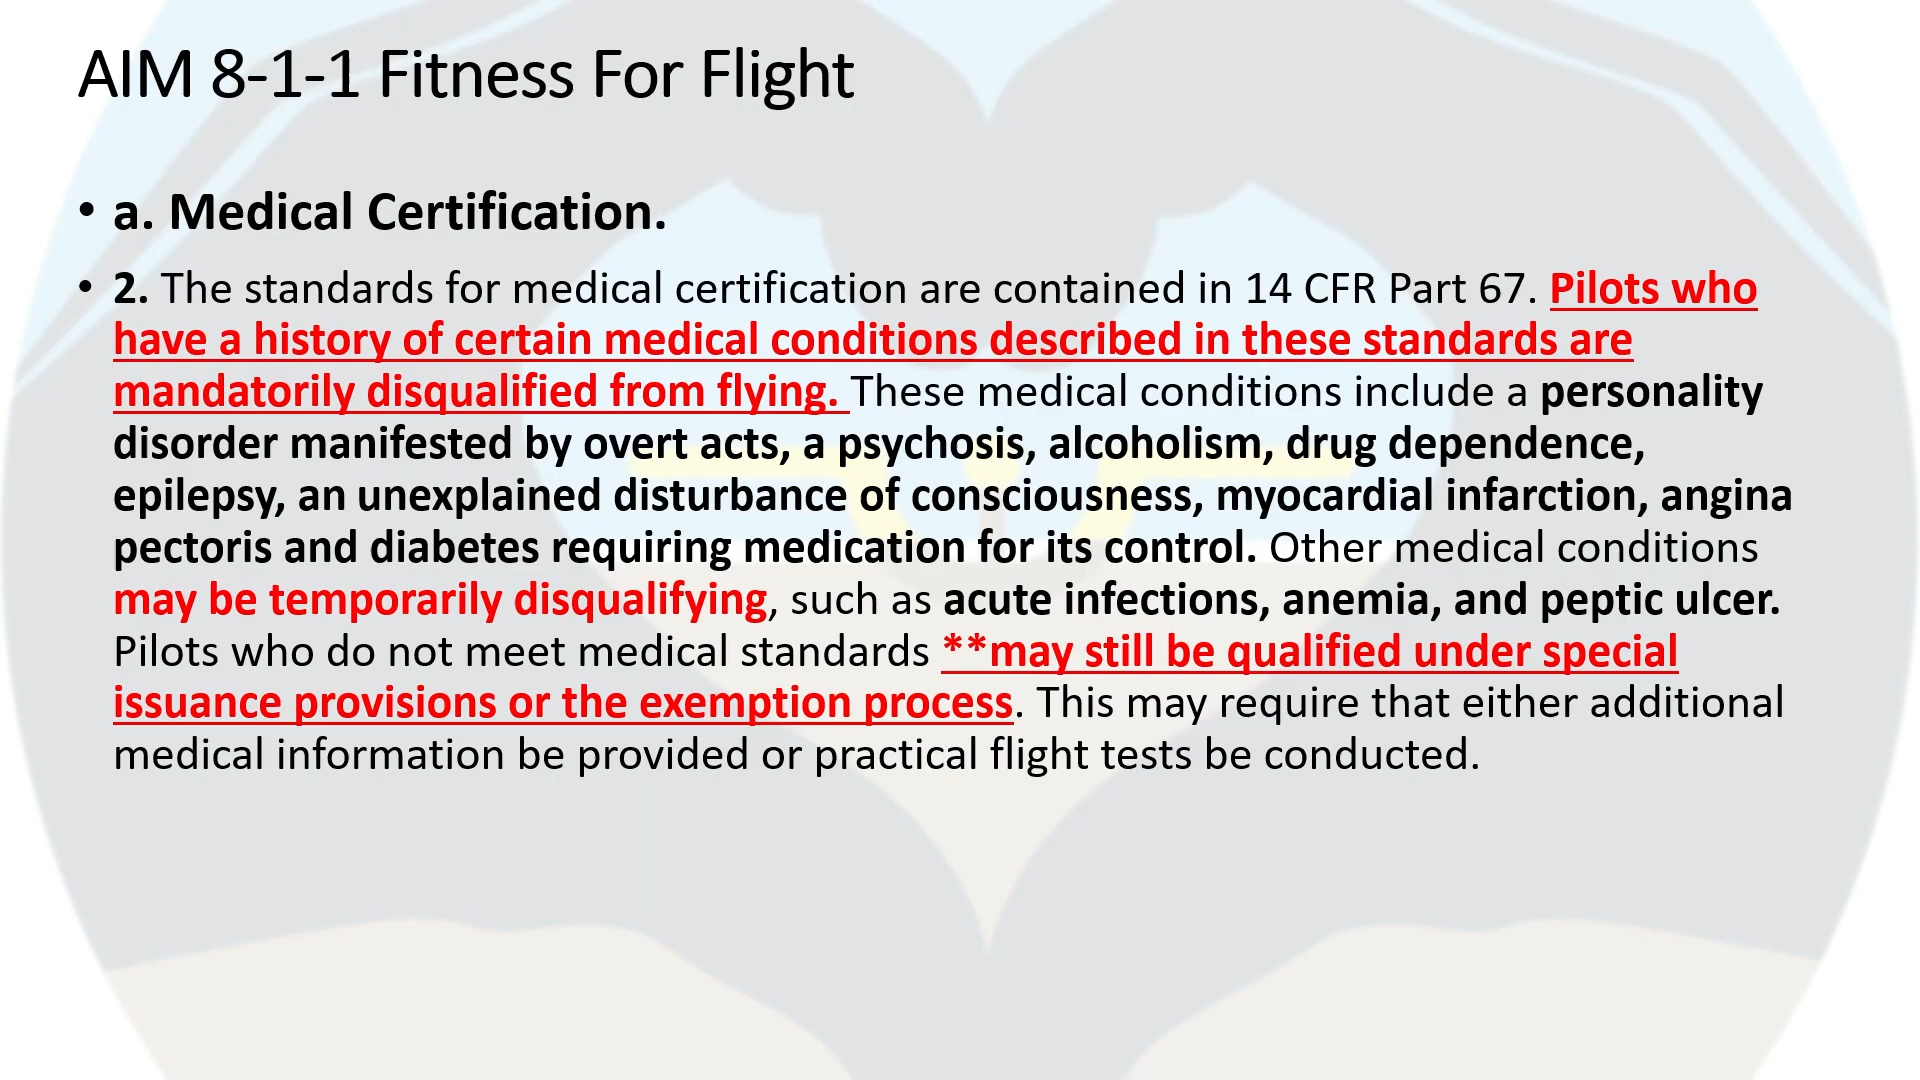 AIM 8-1-1 Fitness For Flight
• a. Medical Certification.
• 2. The standards for medical certification are contained in 14 CFR Part 67. Pilots who
have a history of certain medical conditions described in these standards are
mandatorily disqualified from flying. These medical conditions include a personality
disorder manifested by overt acts, a psychosis, alcoholism, drug dependence,
epilepsy, an unexplained disturbance of consciousness, myocardial infarction, angina
pectoris and diabetes requiring medication for its control. Other medical conditions
may be temporarily disqualifying, such as acute infections, anemia, and peptic ulcer.
Pilots who do not meet medical standards **may still be qualified under special
issuance provisions or the exemption process. This may require that either additional
medical information be provided or practical flight tests be conducted.